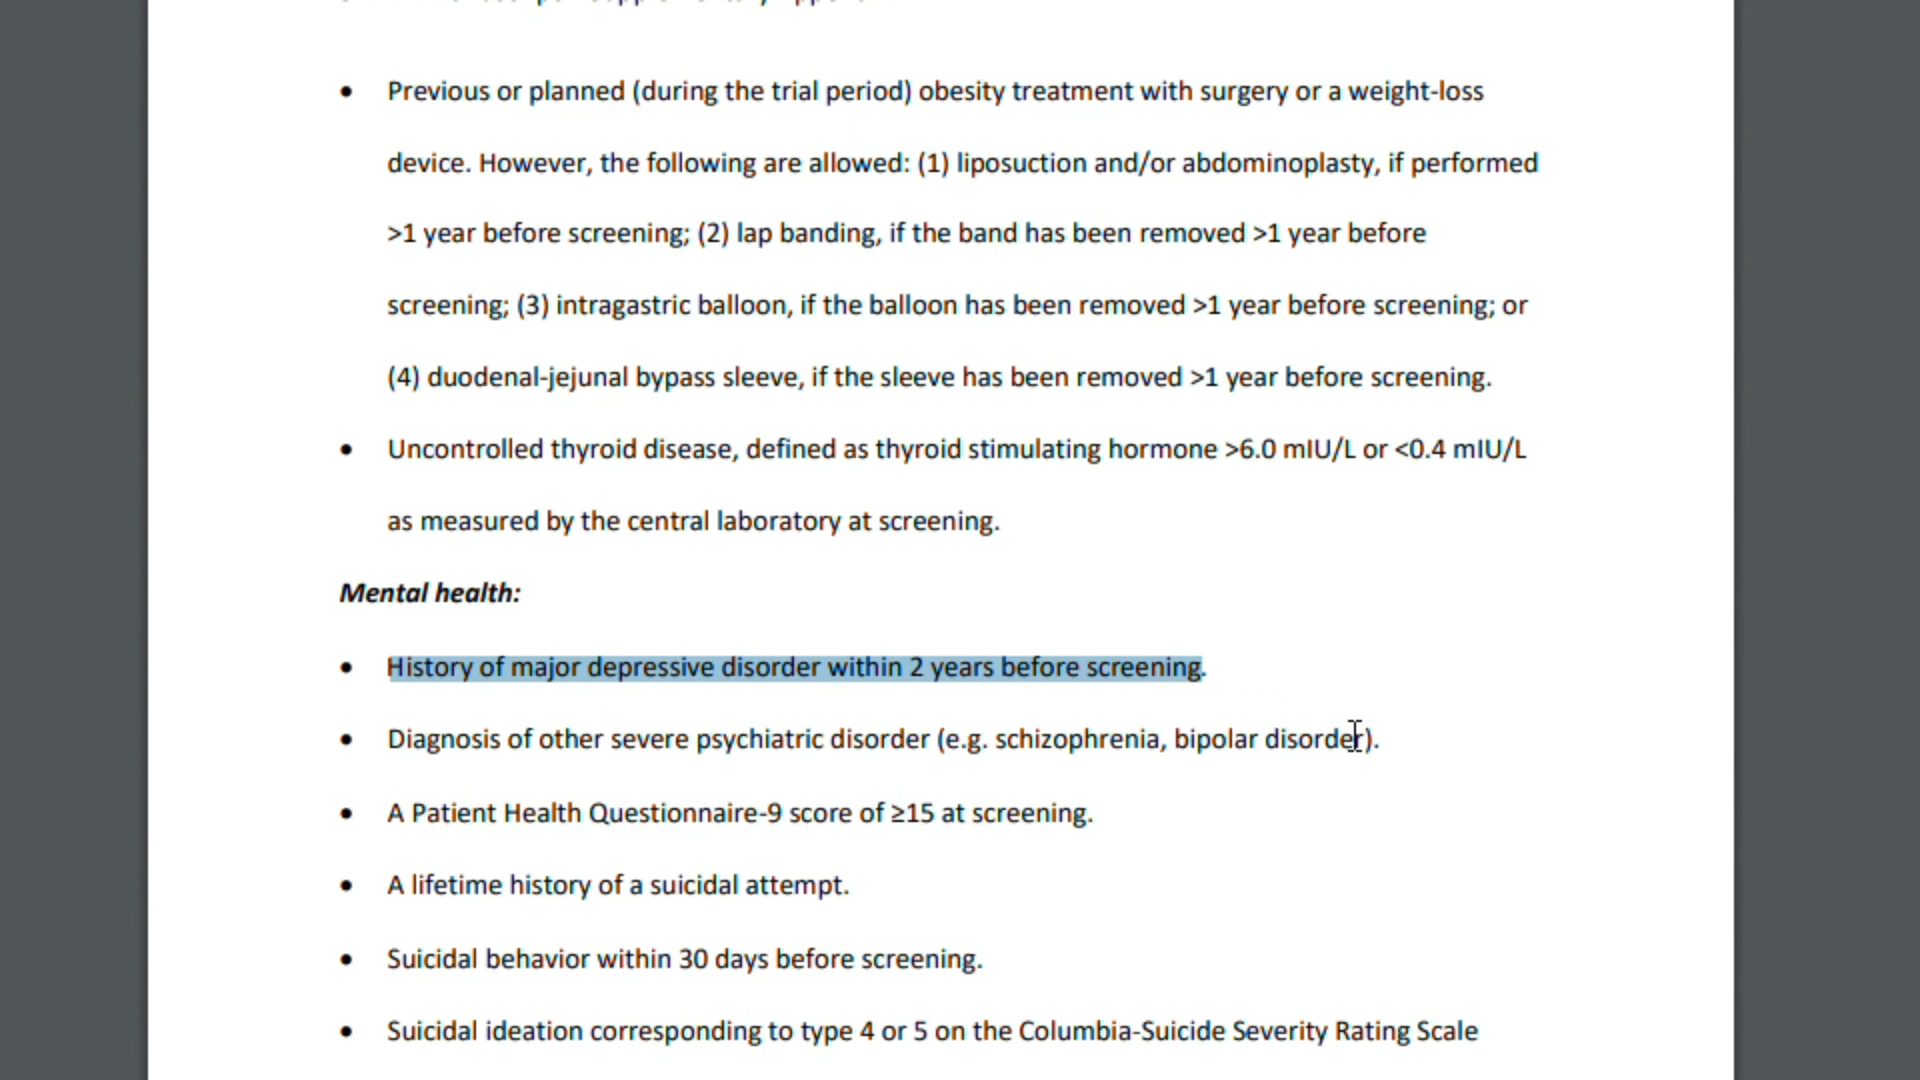 • Previous or planned (during the trial period) obesity treatment with surgery or a weight-loss
device. However, the following are allowed: (1) liposuction and/or abdominoplasty, if performed
>1 year before screening; (2) lap banding, if the band has been removed >1 year before
screening; (3) intragastric balloon, if the balloon has been removed >1 year before screening; or
(4) duodenal-jejunal bypass sleeve, if the sleeve has been removed >1 year before screening.
• Uncontrolled thyroid disease, defined as thyroid stimulating hormone >6.0 mIU/L or <0.4 mIU/L
as measured by the central laboratory at screening.
Mental health:
• History of major depressive disorder within 2 years before screening.
• Diagnosis of other severe psychiatric disorder (e.g. schizophrenia, bipolar disorder).
• A Patient Health Questionnaire-9 score of ≥15 at screening.
• A lifetime history of a suicidal attempt.
• Suicidal behavior within 30 days before screening.
• Suicidal ideation corresponding to type 4 or 5 on the Columbia-Suicide Severity Rating Scale